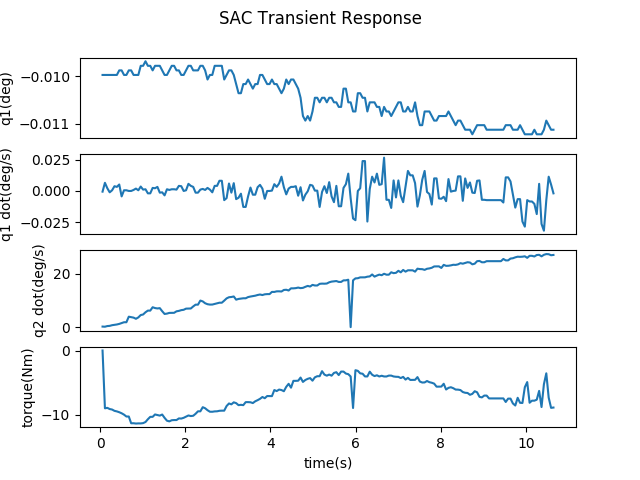 SAC Transient Response
q1(deg)
−0.010
−0.011
q1 dot(deg/s)
0.025
0.000
−0.025
q2 dot(deg/s)
20
0
torque(Nm)
0
−10
0 2 4 6 8 10
time(s)